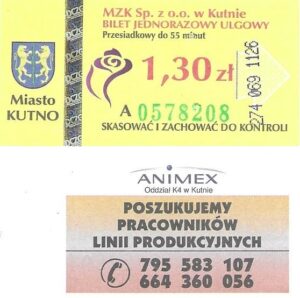 MZK Sp. z o.o. w Kutnie
BILET JEDNORAZOWY ULGOWY
Przesiadkowy do 55 minut
1,30 zł
Miasto
KUTNO
A 0578208
SKASOWAĆ I ZACHOWAĆ DO KONTROLI
274 069 1126
ANIMEX
Oddział K4 w Kutnie
POSZUKUJEMY
PRACOWNIKÓW
LINII PRODUKCYJNYCH
795 583 107
664 360 056